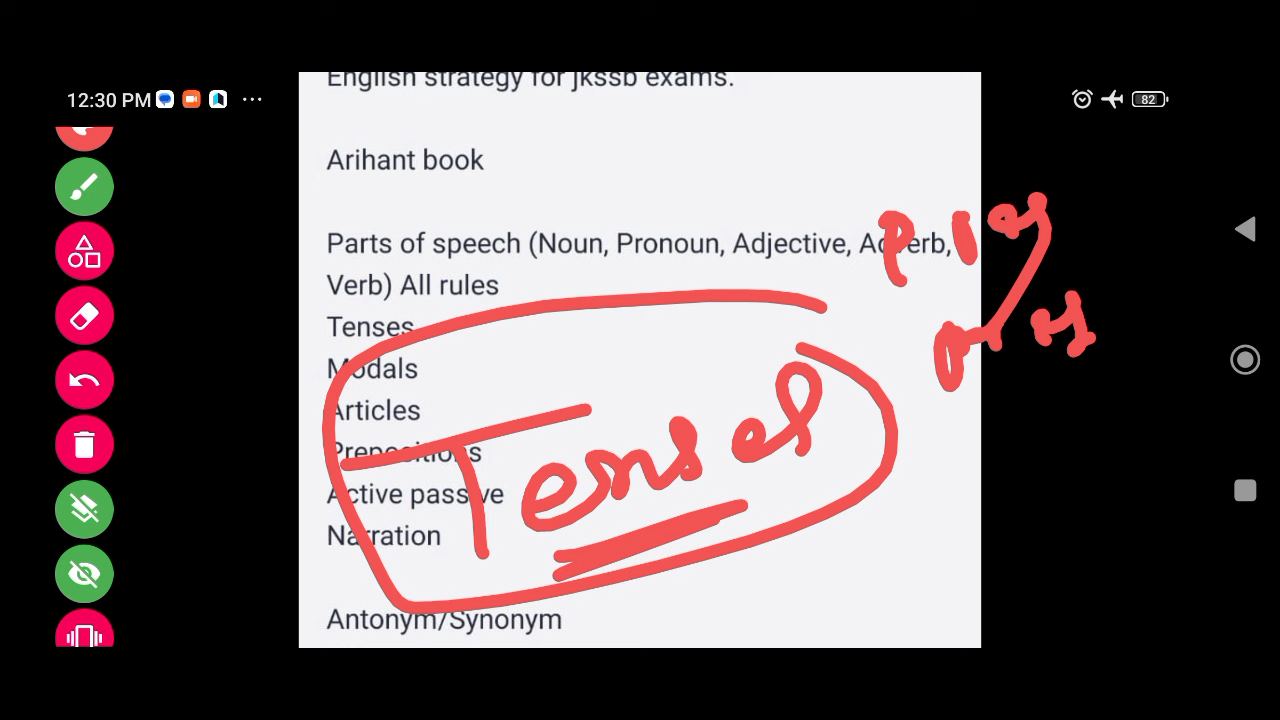 12:30 PM
82
English strategy for jkssb exams.
Arihant book
Parts of speech (Noun, Pronoun, Adjective, Adverb,
Verb) All rules
Tenses
Modals
Articles
Prepositions
Active passive
Narration
Tenses
Antonym/Synonym